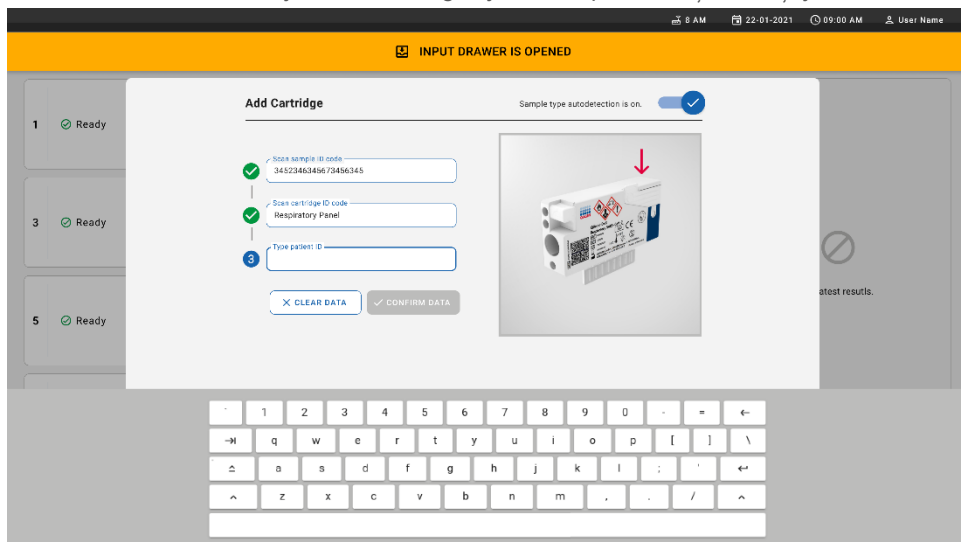 8 AM 22-01-2021 09:00 AM User Name
INPUT DRAWER IS OPENED
Add Cartridge
Sample type autodetection is on.
1 Ready
Scan sample ID code
34523463345673456345
Scan cartridge ID code
Respiratory Panel
3 Ready
Type patient ID
3
CLEAR DATA CONFIRM DATA
atest resutls.
5 Ready
` 1 2 3 4 5 6 7 8 9 0 - =
q w e r t y u i o p [ ] \
a s d f g h j k l ; '
z x c v b n m , . /